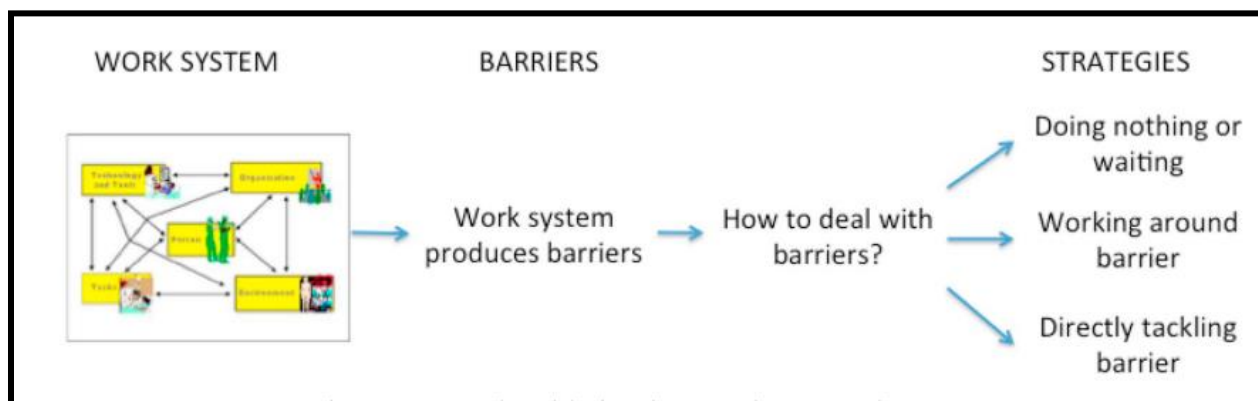 WORK SYSTEM
BARRIERS
STRATEGIES
Technology
and Tools
Organization
Person
Tasks
Environment
Work system
produces barriers
How to deal with
barriers?
Doing nothing or
waiting
Working around
barrier
Directly tackling
barrier